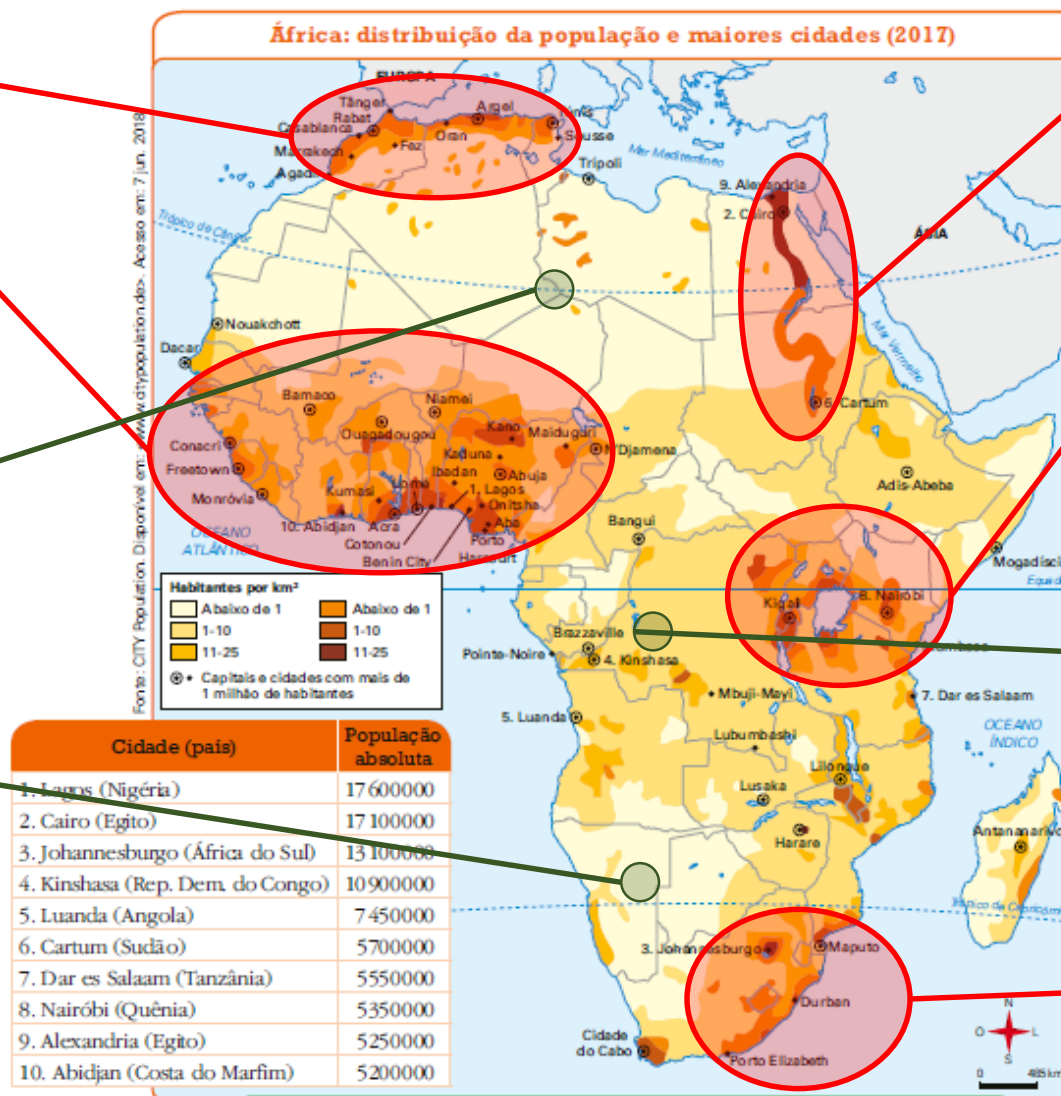 África: distribuição da população e maiores cidades (2017)
EUROPA
Tânger
Rabat
Casablanca
Marrakech
Fez
Oran
Argel
Túnis
Sousse
Trípoli
Mar Mediterrâneo
9. Alexandria
2. Cairo
ÁSIA
Trópico de Câncer
Mar Vermelho
Nouakchott
Dacar
Bamaco
Niamei
Ouagadougou
Kano
Maiduguri
Kaduna
N'Djamena
Conacri
Freetown
Monróvia
Ibadan
Abuja
Kumasi
Lomé
1. Lagos
Onitsha
Aba
10. Abidjan
Acra
Porto
Harcourt
Cotonou
Benin City
OCEANO
ATLÂNTICO
6. Cartum
Adis-Abeba
Bangui
Kigali
8. Nairóbi
Brazzaville
Pointe-Noire
4. Kinshasa
Mbuji-Mayi
7. Dar es Salaam
5. Luanda
Lubumbashi
Lilongue
Lusaka
Harare
OCEANO
ÍNDICO
3. Johannesburgo
Maputo
Durban
Cidade
do Cabo
Porto Elizabeth
N
O
L
S
0
485 km
Habitantes por km²
Abaixo de 1
1-10
11-25
Abaixo de 1
1-10
11-25
Capitais e cidades com mais de
1 milhão de habitantes
Cidade (país) População absoluta
1. Lagos (Nigéria) 17600000
2. Cairo (Egito) 17100000
3. Johannesburgo (África do Sul) 13100000
4. Kinshasa (Rep. Dem. do Congo) 10900000
5. Luanda (Angola) 7450000
6. Cartum (Sudão) 5700000
7. Dar es Salaam (Tanzânia) 5550000
8. Nairóbi (Quênia) 5350000
9. Alexandria (Egito) 5250000
10. Abidjan (Costa do Marfim) 5200000
Fonte: CITY Population. Disponível em: Acesso em: 7 jun. 2018